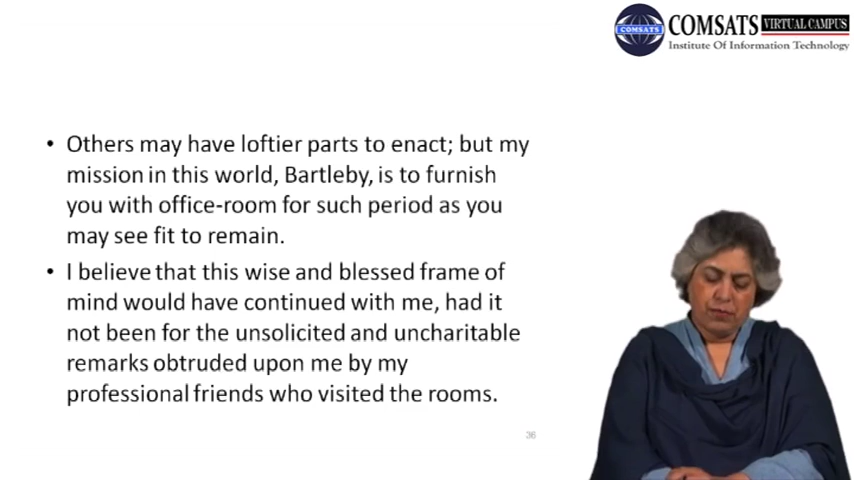 COMSATS VIRTUAL CAMPUS
COMSATS
Institute Of Information Technology
• Others may have loftier parts to enact; but my
mission in this world, Bartleby, is to furnish
you with office-room for such period as you
may see fit to remain.
• I believe that this wise and blessed frame of
mind would have continued with me, had it
not been for the unsolicited and uncharitable
remarks obtruded upon me by my
professional friends who visited the rooms.
36